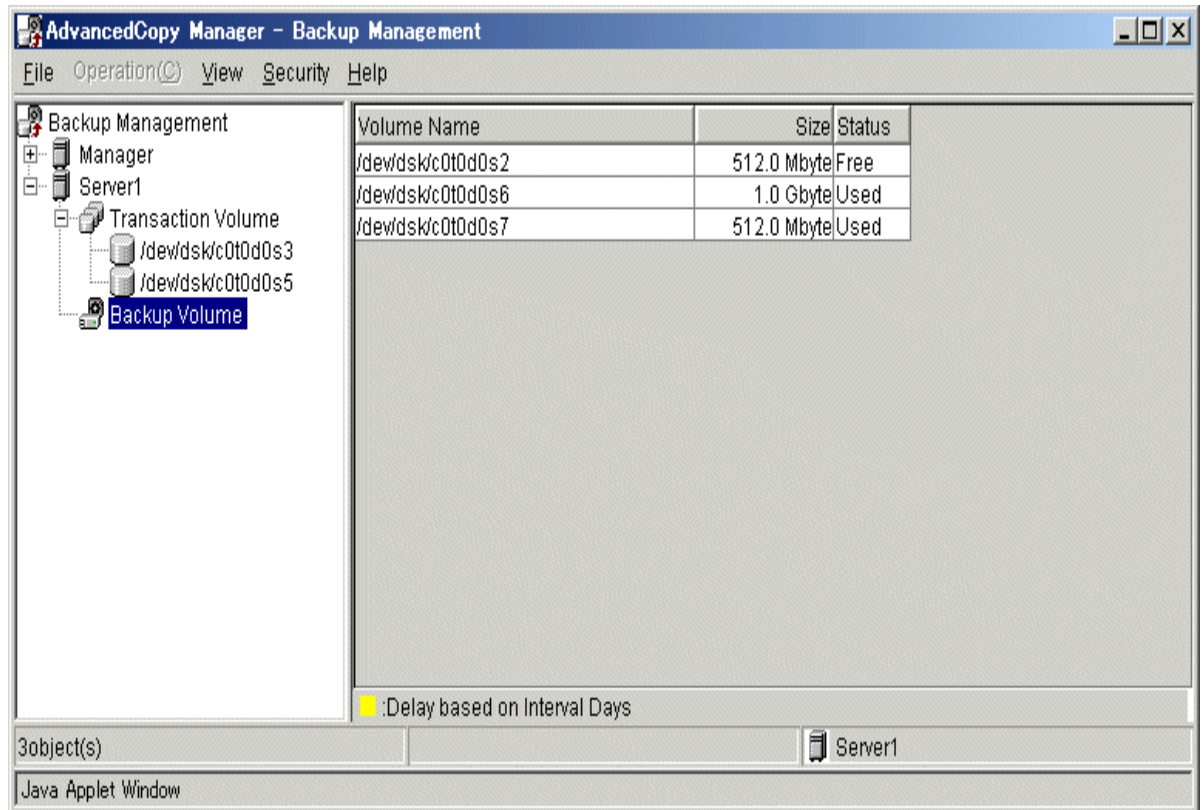 AdvancedCopy Manager - Backup Management
File Operation(C) View Security Help
Backup Management
Manager
Server1
Transaction Volume
/dev/dsk/c0t0d0s3
/dev/dsk/c0t0d0s5
Backup Volume
Volume Name Size Status
/dev/dsk/c0t0d0s2 512.0 Mbyte Free
/dev/dsk/c0t0d0s6 1.0 Gbyte Used
/dev/dsk/c0t0d0s7 512.0 Mbyte Used
:Delay based on Interval Days
3object(s) Server1
Java Applet Window